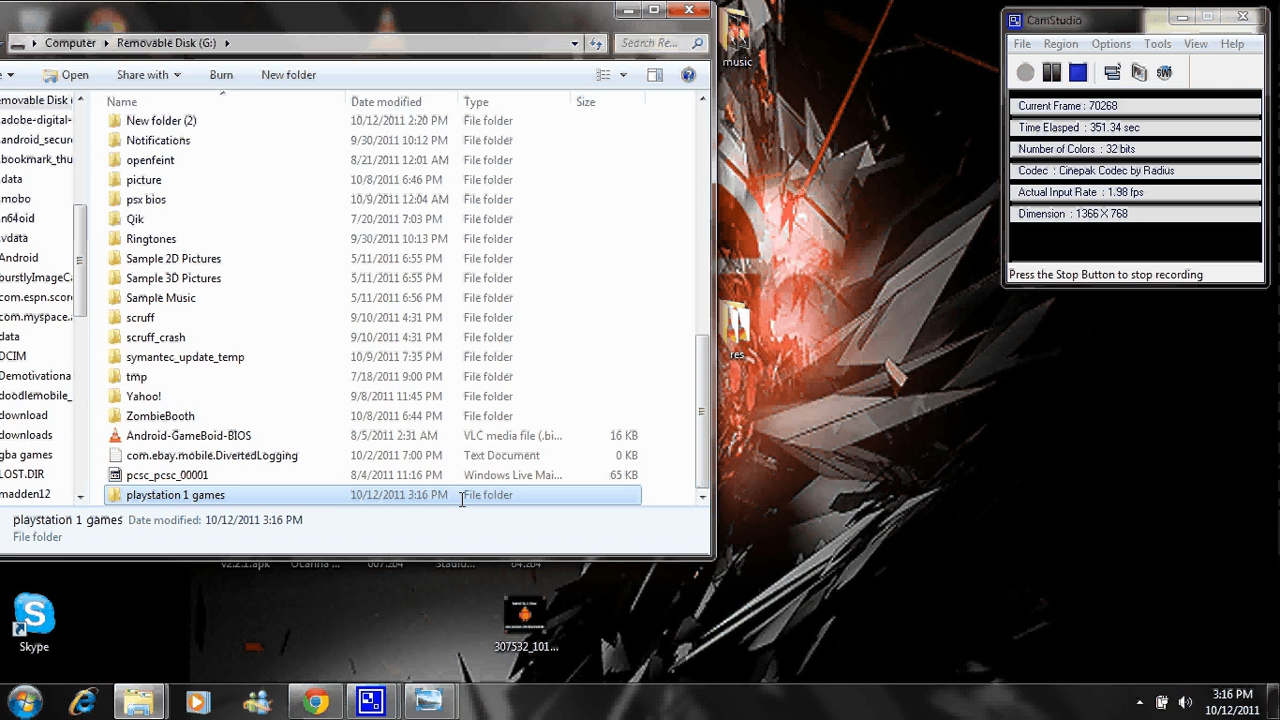 Computer ▸ Removable Disk (G:) ▸
Search Re...
Open Share with Burn New folder
Name Date modified Type Size
New folder (2) 10/12/2011 2:20 PM File folder
Notifications 9/30/2011 10:12 PM File folder
openfeint 8/21/2011 12:01 AM File folder
picture 10/8/2011 6:46 PM File folder
psx bios 10/9/2011 12:04 AM File folder
Qik 7/20/2011 7:03 PM File folder
Ringtones 9/30/2011 10:13 PM File folder
Sample 2D Pictures 5/11/2011 6:55 PM File folder
Sample 3D Pictures 5/11/2011 6:55 PM File folder
Sample Music 5/11/2011 6:56 PM File folder
scruff 9/10/2011 4:31 PM File folder
scruff_crash 9/10/2011 4:31 PM File folder
symantec_update_temp 10/9/2011 7:35 PM File folder
tmp 7/18/2011 9:00 PM File folder
Yahoo! 9/8/2011 11:45 PM File folder
ZombieBooth 10/8/2011 6:44 PM File folder
Android-GameBoid-BIOS 8/5/2011 2:31 AM VLC media file (.bi... 16 KB
com.ebay.mobile.DivertedLogging 10/2/2011 7:00 PM Text Document 0 KB
pcsc_pcsc_00001 8/4/2011 11:16 PM Windows Live Mai... 65 KB
playstation 1 games 10/12/2011 3:16 PM File folder
emovable Disk (
.adobe-digital-
.android_secure
.bookmark_thu
.data
.mobo
.n64oid
.vdata
Android
burstlyImageCa
com.espn.score
com.myspace.
data
DCIM
Demotivationa
doodlemobile_
download
downloads
gba games
LOST.DIR
madden12
playstation 1 games Date modified: 10/12/2011 3:16 PM
File folder
music
res
CamStudio
File Region Options Tools View Help
Current Frame : 70268
Time Elasped : 351.34 sec
Number of Colors : 32 bits
Codec : Cinepak Codec by Radius
Actual Input Rate : 1.98 fps
Dimension : 1366 X 768
Press the Stop Button to stop recording
Skype
307532_101...
3:16 PM
10/12/2011